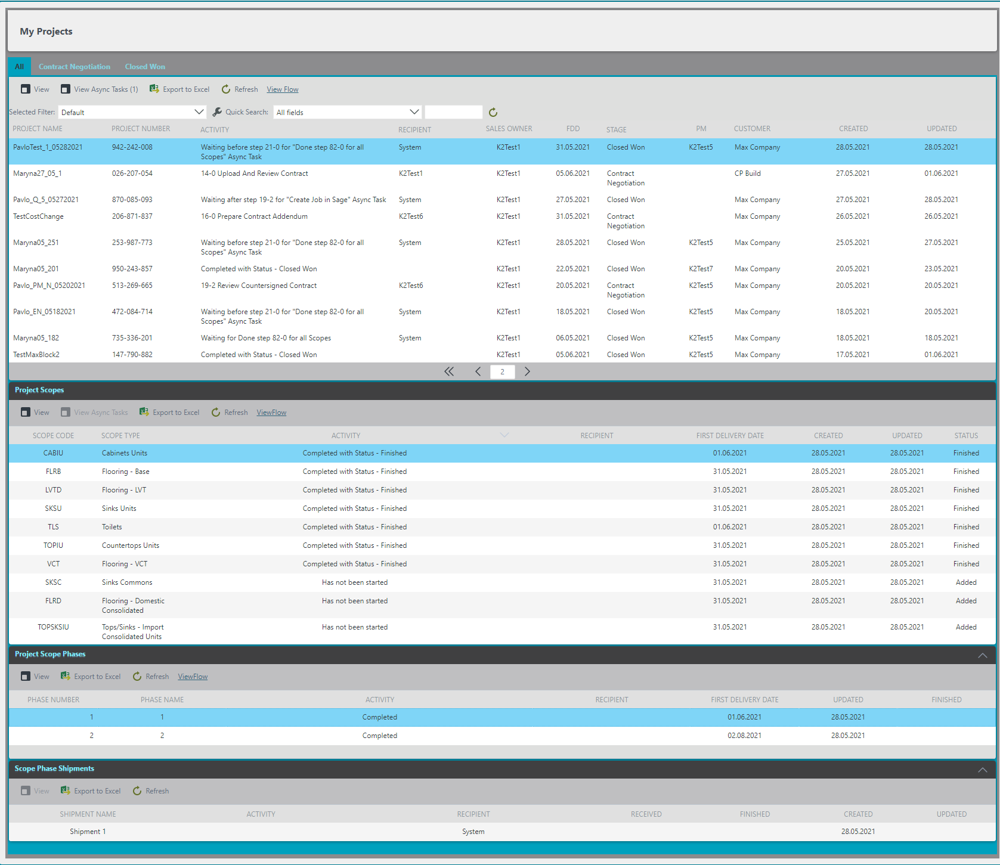 My Projects
All Contract Negotiation Closed Won
View View Async Tasks (1) Export to Excel Refresh View Flow
Selected Filter: Default Quick Search: All fields
PROJECT NAME PROJECT NUMBER ACTIVITY RECIPIENT SALES OWNER FDD STAGE PM CUSTOMER CREATED UPDATED
PavloTest_1_05282021 942-242-008 Waiting before step 21-0 for "Done step 82-0 for all System K2Test1 31.05.2021 Closed Won K2Test5 Max Company 28.05.2021 28.05.2021
Scopes" Async Task
Maryna27_05_1 026-207-054 14-0 Upload And Review Contract K2Test1 K2Test1 05.06.2021 Contract CP Build 27.05.2021 01.06.2021
Negotiation
Pavlo_Q_5_05272021 870-085-093 Waiting after step 19-2 for "Create Job in Sage" Async Task System K2Test1 27.05.2021 Closed Won Max Company 27.05.2021 28.05.2021
TestCostChange 206-871-837 16-0 Prepare Contract Addendum K2Test6 K2Test1 31.05.2021 Contract Max Company 26.05.2021 26.05.2021
Negotiation
Maryna05_251 253-987-773 Waiting before step 21-0 for "Done step 82-0 for all System K2Test1 28.05.2021 Closed Won K2Test5 Max Company 25.05.2021 27.05.2021
Scopes" Async Task
Maryna05_201 950-243-857 Completed with Status - Closed Won K2Test1 22.05.2021 Closed Won K2Test7 Max Company 20.05.2021 23.05.2021
Pavlo_PM_N_05202021 513-269-665 19-2 Review Countersigned Contract K2Test6 K2Test1 20.05.2021 Contract K2Test5 Max Company 20.05.2021 20.05.2021
Negotiation
Pavlo_EN_05182021 472-084-714 Waiting before step 21-0 for "Done step 82-0 for all System K2Test1 18.05.2021 Closed Won K2Test5 Max Company 18.05.2021 20.05.2021
Scopes" Async Task
Maryna05_182 735-336-201 Waiting for Done step 82-0 for all Scopes System K2Test1 06.05.2021 Closed Won K2Test5 Max Company 18.05.2021 18.05.2021
TestMaxBlock2 147-790-882 Completed with Status - Closed Won K2Test1 05.06.2021 Closed Won K2Test5 Max Company 17.05.2021 01.06.2021
2
Project Scopes
View View Async Tasks Export to Excel Refresh ViewFlow
SCOPE CODE SCOPE TYPE ACTIVITY RECIPIENT FIRST DELIVERY DATE CREATED UPDATED STATUS
CABIU Cabinets Units Completed with Status - Finished 01.06.2021 28.05.2021 28.05.2021 Finished
FLRB Flooring - Base Completed with Status - Finished 31.05.2021 28.05.2021 28.05.2021 Finished
LVTD Flooring - LVT Completed with Status - Finished 31.05.2021 28.05.2021 28.05.2021 Finished
SKSU Sinks Units Completed with Status - Finished 31.05.2021 28.05.2021 28.05.2021 Finished
TLS Toilets Completed with Status - Finished 01.06.2021 28.05.2021 28.05.2021 Finished
TOPIU Countertops Units Completed with Status - Finished 31.05.2021 28.05.2021 28.05.2021 Finished
VCT Flooring - VCT Completed with Status - Finished 31.05.2021 28.05.2021 28.05.2021 Finished
SKSC Sinks Commons Has not been started 31.05.2021 28.05.2021 28.05.2021 Added
FLRD Flooring - Domestic Has not been started 31.05.2021 28.05.2021 28.05.2021 Added
Consolidated
TOPSKSIU Tops/Sinks - Import Has not been started 31.05.2021 28.05.2021 28.05.2021 Added
Consolidated Units
Project Scope Phases
View Export to Excel Refresh ViewFlow
PHASE NUMBER PHASE NAME ACTIVITY RECIPIENT FIRST DELIVERY DATE UPDATED FINISHED
1 1 Completed 01.06.2021 28.05.2021
2 2 Completed 02.08.2021 28.05.2021
Scope Phase Shipments
View Export to Excel Refresh
SHIPMENT NAME ACTIVITY RECIPIENT RECEIVED FINISHED CREATED UPDATED
Shipment 1 System 28.05.2021